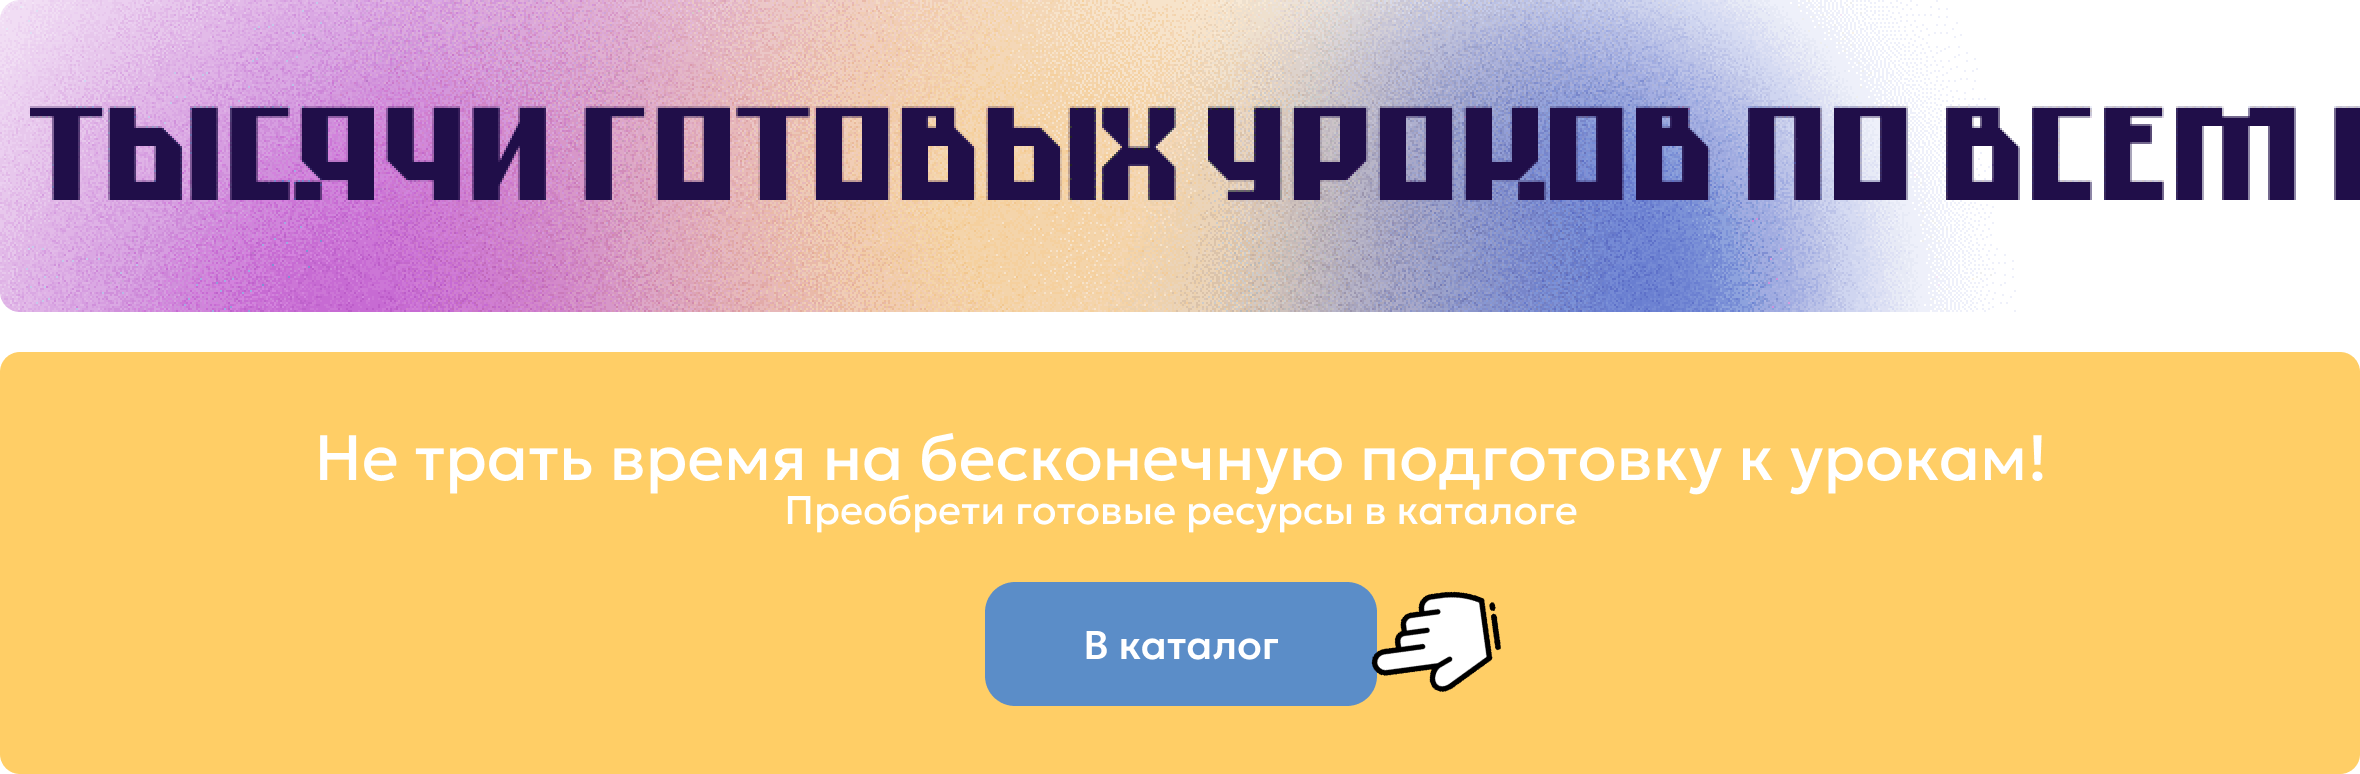 ТЫСЯЧИ ГОТОВЫХ УРОКОВ ПО ВСЕМ
Не трать время на бесконечную подготовку к урокам!
Преобрети готовые ресурсы в каталоге
В каталог